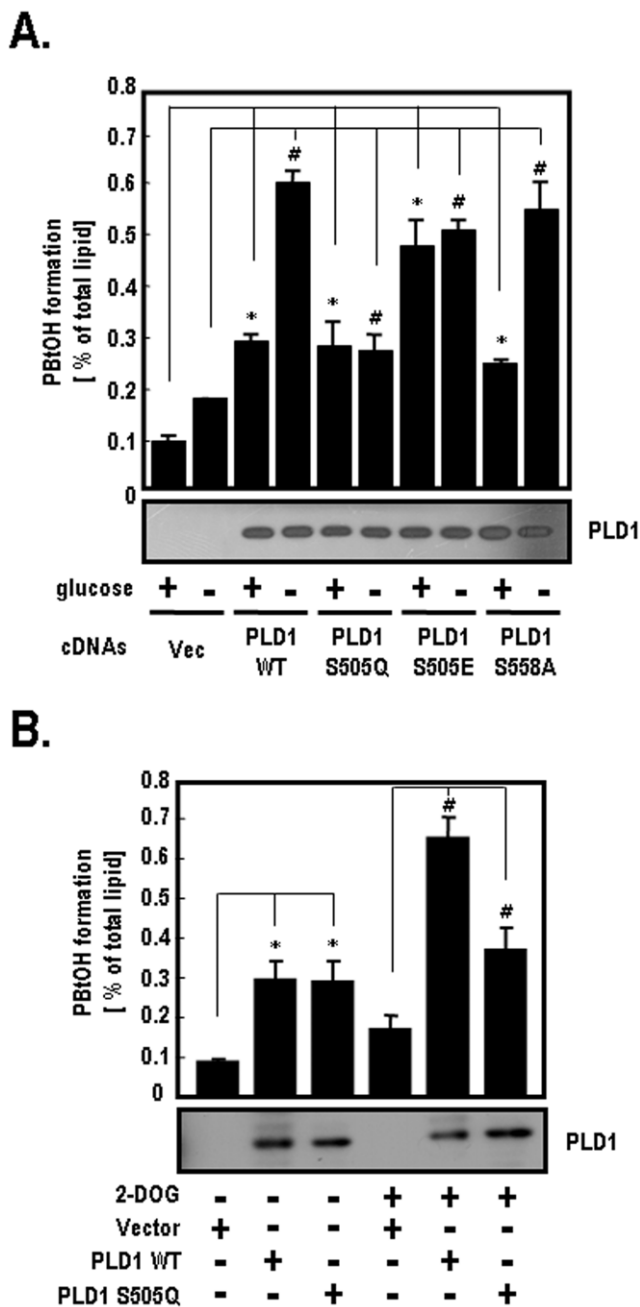 A.
0.8
0.7
0.6
0.5
0.4
0.3
0.2
0.1
0
PBtOH formation
[ % of total lipid]
* # * # * # * #
PLD1
glucose + - + - + - + - + -
cDNAs Vec PLD1 WT PLD1 S505Q PLD1 S505E PLD1 S558A
B.
0.8
0.7
0.6
0.5
0.4
0.3
0.2
0.1
0
PBtOH formation
[ % of total lipid]
* * # #
PLD1
2-DOG - - - + + +
Vector + - - + - -
PLD1 WT - + - - + -
PLD1 S505Q - - + - - +